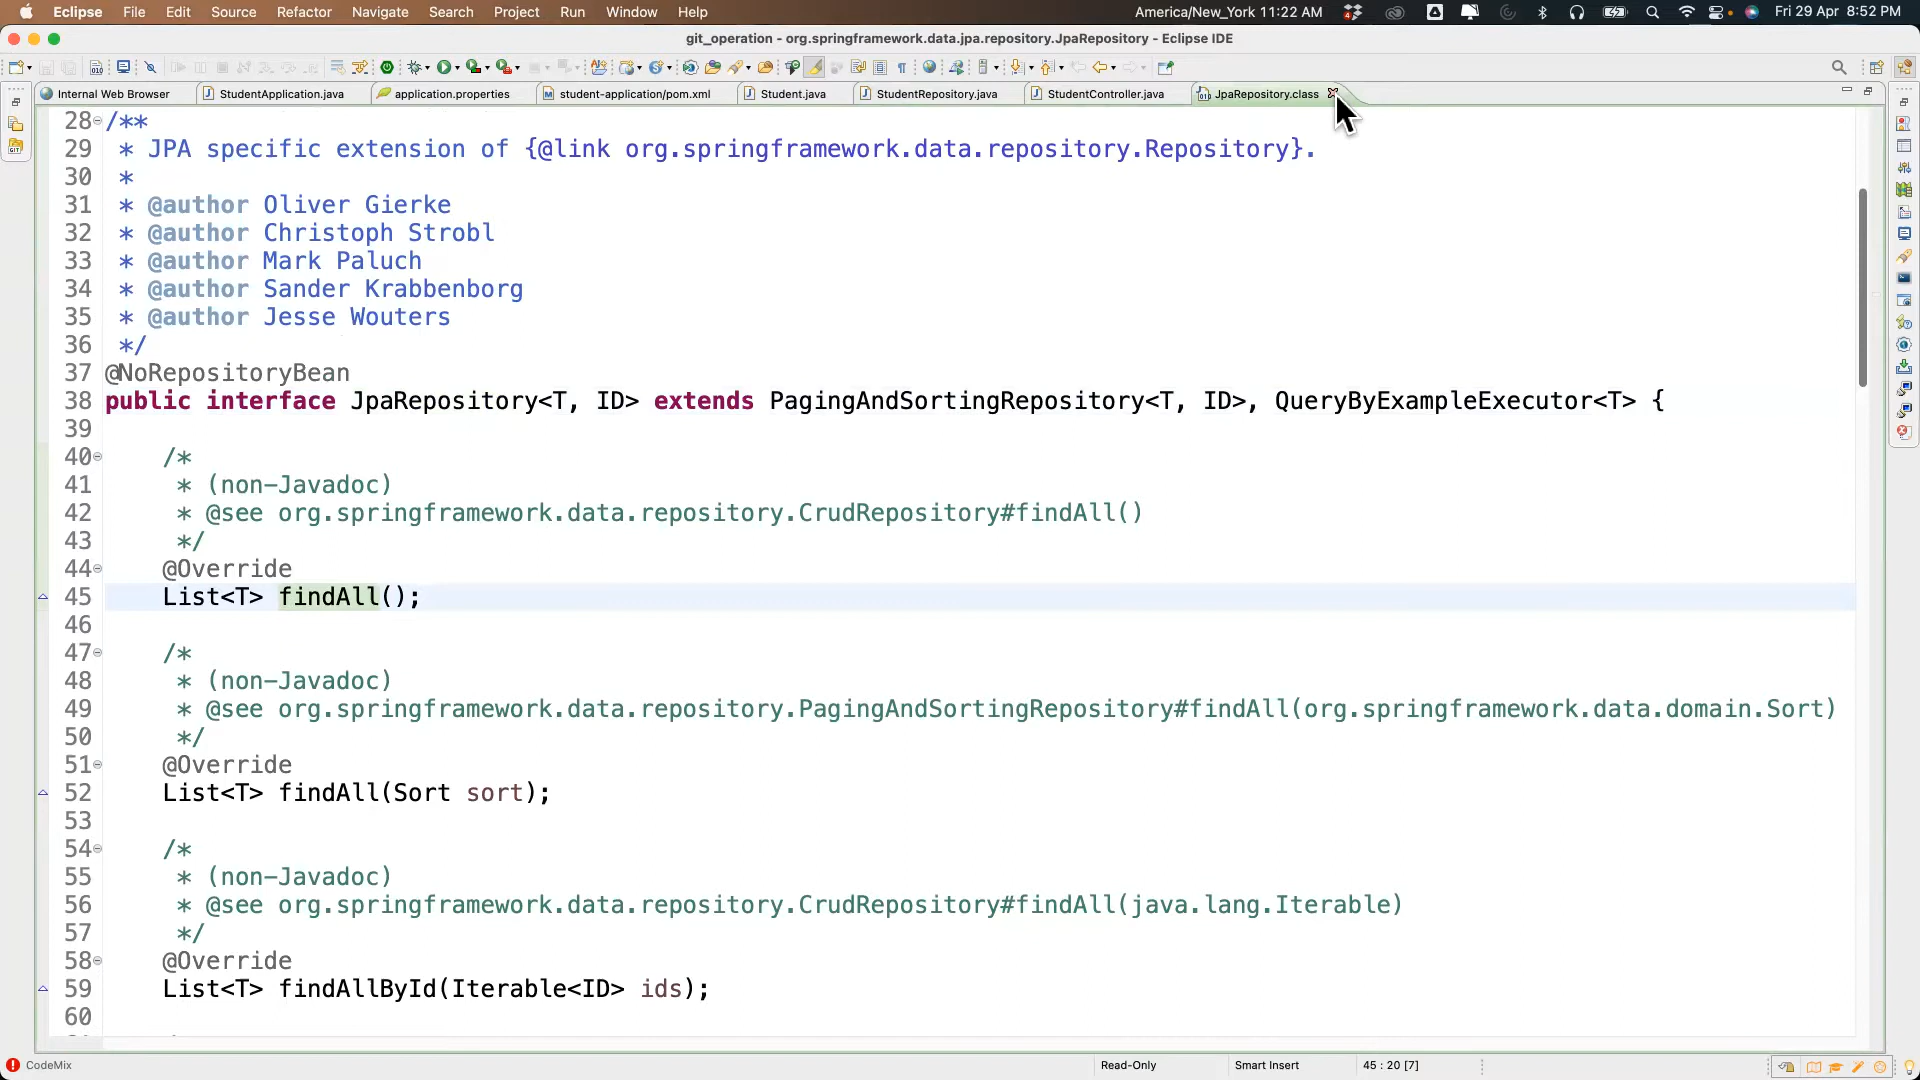 Eclipse File Edit Source Refactor Navigate Search Project Run Window Help America/New_York 11:22 AM Fri 29 Apr 8:52 PM
git_operation - org.springframework.data.jpa.repository.JpaRepository - Eclipse IDE
Internal Web Browser StudentApplication.java application.properties student-application/pom.xml Student.java StudentRepository.java StudentController.java JpaRepository.class
28 /**
29 * JPA specific extension of {@link org.springframework.data.repository.Repository}.
30 *
31 * @author Oliver Gierke
32 * @author Christoph Strobl
33 * @author Mark Paluch
34 * @author Sander Krabbenborg
35 * @author Jesse Wouters
36 */
37 @NoRepositoryBean
38 public interface JpaRepository<T, ID> extends PagingAndSortingRepository<T, ID>, QueryByExampleExecutor<T> {
39
40 /*
41 * (non-Javadoc)
42 * @see org.springframework.data.repository.CrudRepository#findAll()
43 */
44 @Override
45 List<T> findAll();
46
47 /*
48 * (non-Javadoc)
49 * @see org.springframework.data.repository.PagingAndSortingRepository#findAll(org.springframework.data.domain.Sort)
50 */
51 @Override
52 List<T> findAll(Sort sort);
53
54 /*
55 * (non-Javadoc)
56 * @see org.springframework.data.repository.CrudRepository#findAll(java.lang.Iterable)
57 */
58 @Override
59 List<T> findAllById(Iterable<ID> ids);
60
CodeMix Read-Only Smart Insert 45 : 20 [7]